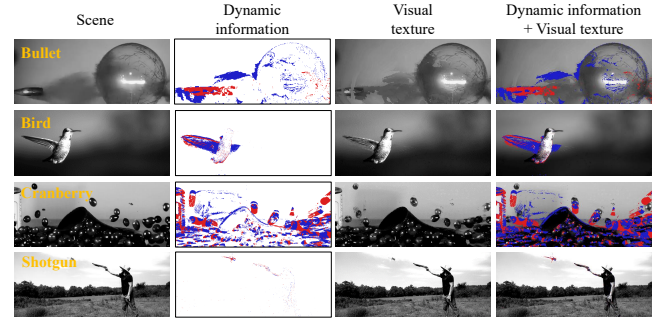 Scene
Dynamic
information
Visual
texture
Dynamic information
+ Visual texture
Bullet
Bird
Cranberry
Shotgun